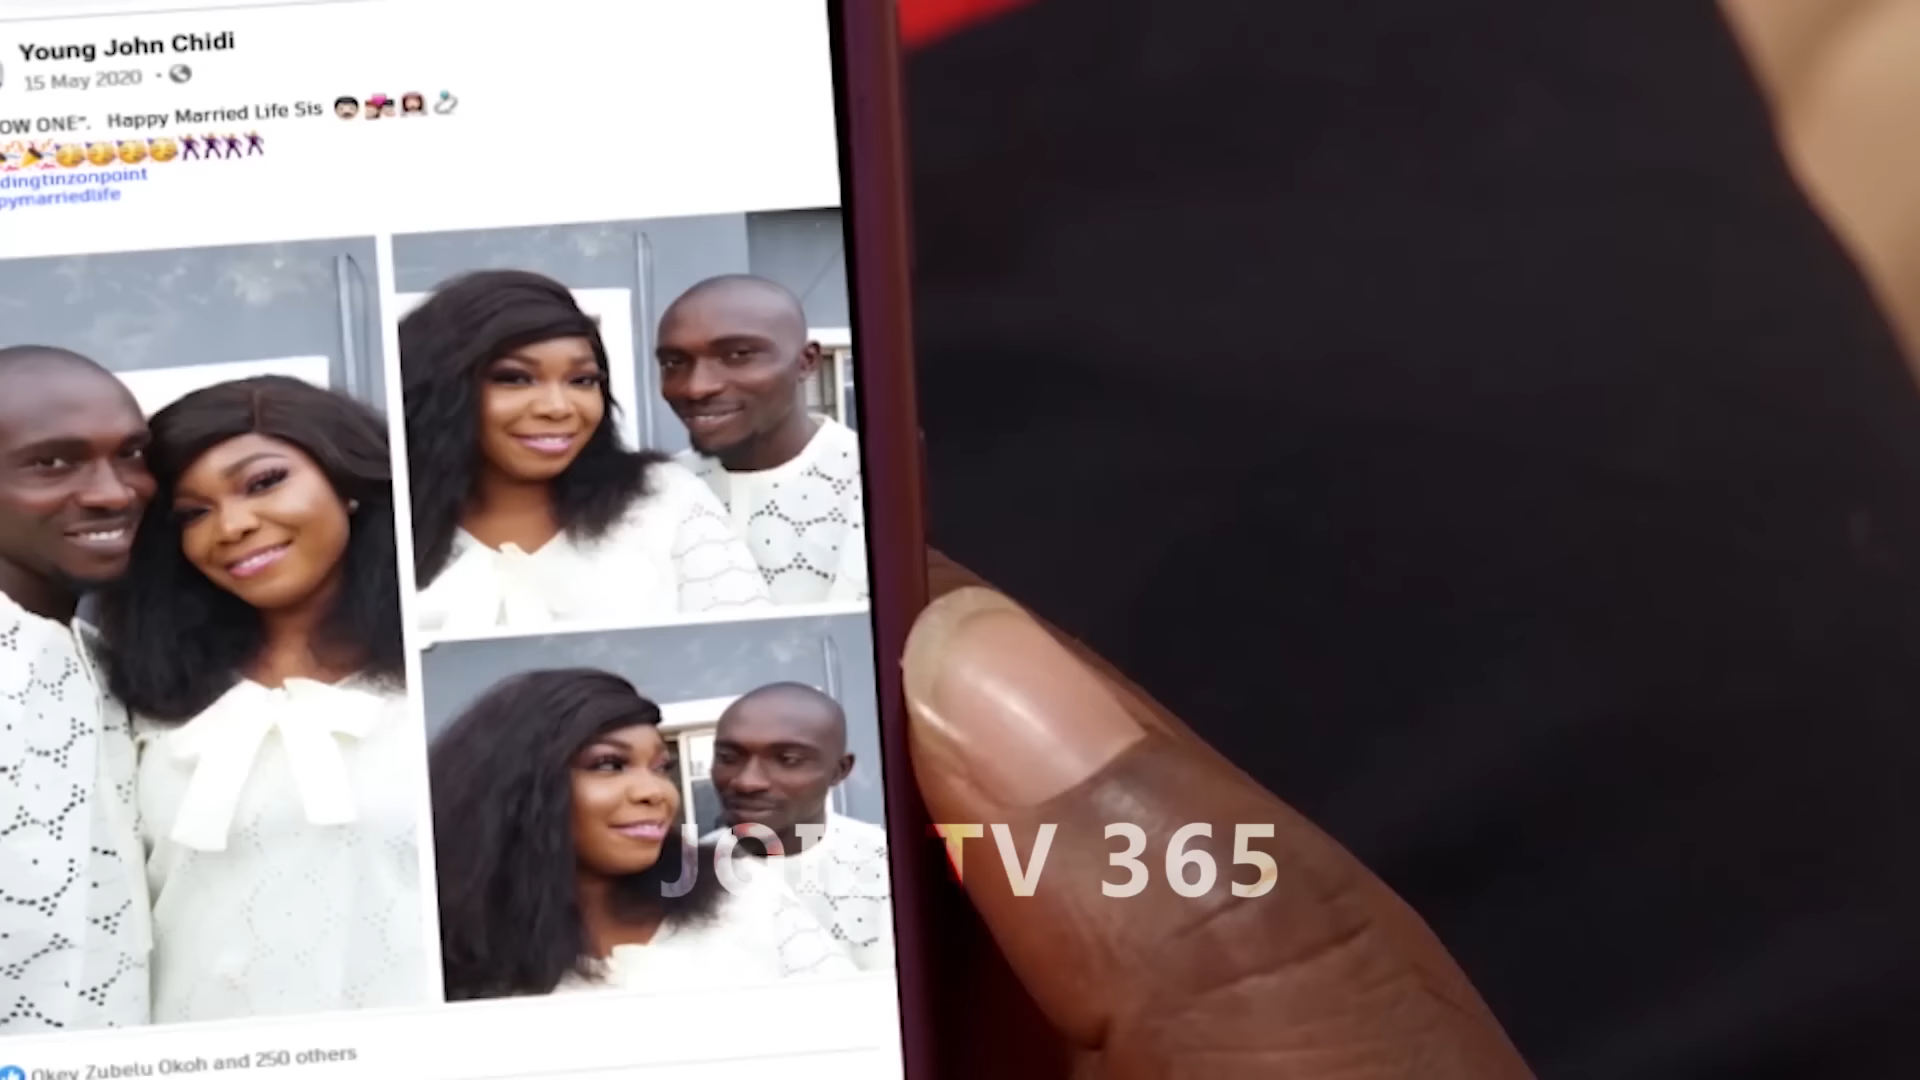 Young John Chidi
15 May 2020
OW ONE". Happy Married Life Sis
dingtinzonpoint
pymarriedlife
Okey Zubelu Okoh and 250 others
TV 365